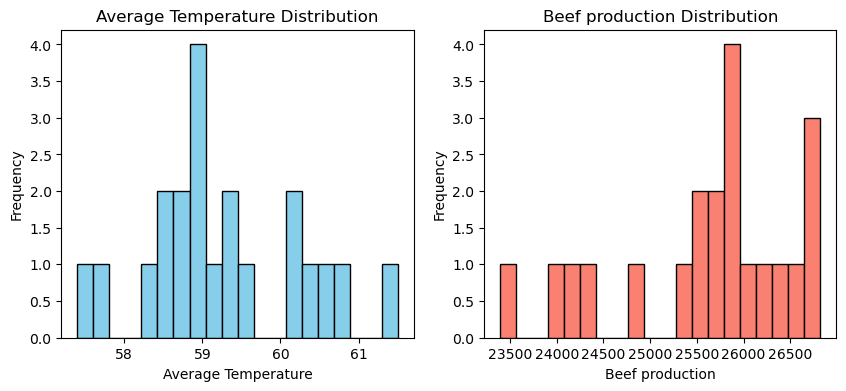 Average Temperature Distribution
4.0
3.5
3.0
2.5
2.0
1.5
1.0
0.5
0.0
Frequency
58 59 60 61
Average Temperature
Beef production Distribution
4.0
3.5
3.0
2.5
2.0
1.5
1.0
0.5
0.0
Frequency
23500 24000 24500 25000 25500 26000 26500
Beef production